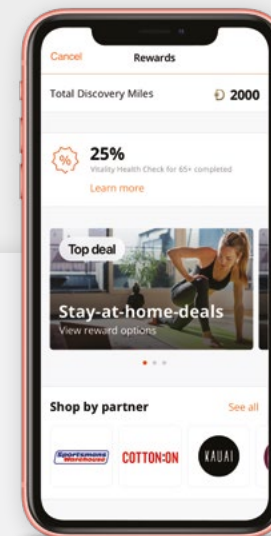 Cancel
Rewards
Total Discovery Miles
2000
%
25%
Vitality Health Check for 65+ completed
Learn more
Top deal
Stay-at-home-deals
View reward options
Shop by partner
See all
Sportsmans
Warehouse
COTTON:ON
KAUAI